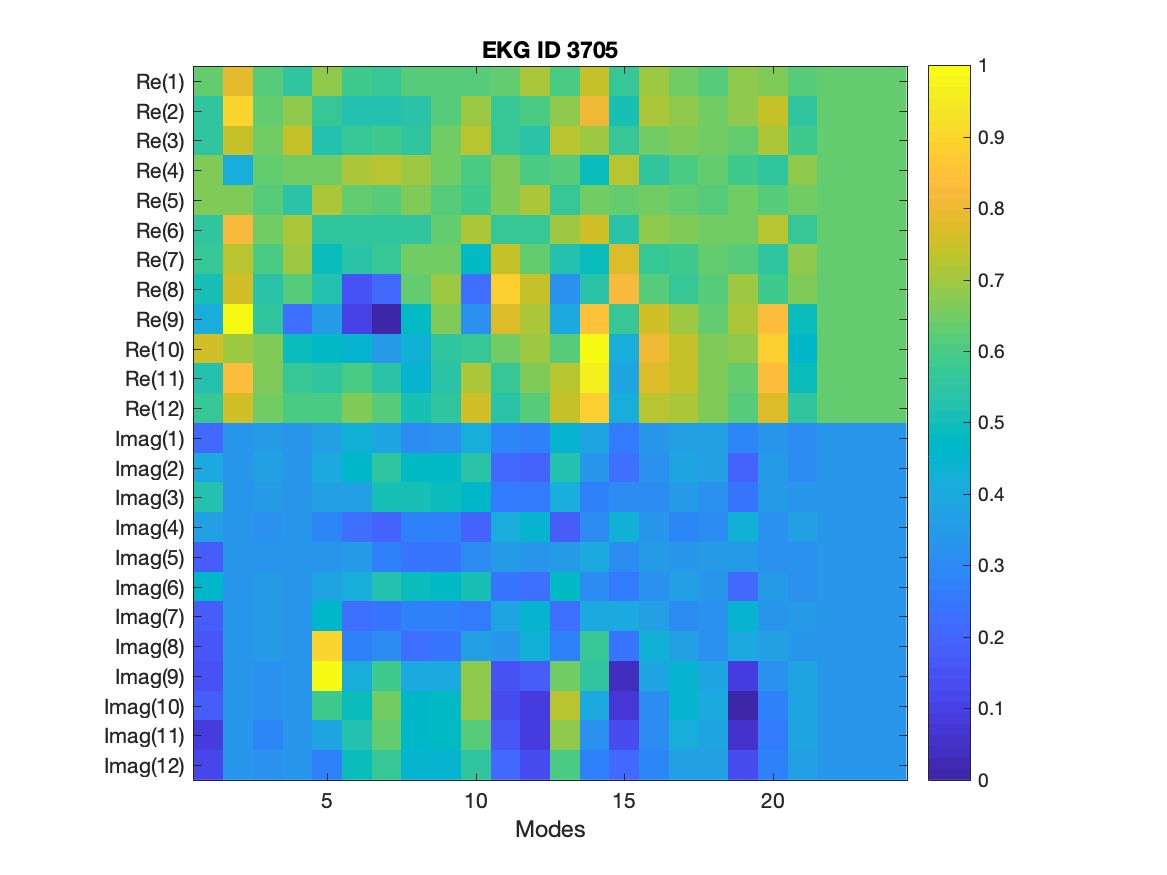 EKG ID 3705
Re(1)
Re(2)
Re(3)
Re(4)
Re(5)
Re(6)
Re(7)
Re(8)
Re(9)
Re(10)
Re(11)
Re(12)
Imag(1)
Imag(2)
Imag(3)
Imag(4)
Imag(5)
Imag(6)
Imag(7)
Imag(8)
Imag(9)
Imag(10)
Imag(11)
Imag(12)
5 10 15 20
Modes
1
0.9
0.8
0.7
0.6
0.5
0.4
0.3
0.2
0.1
0